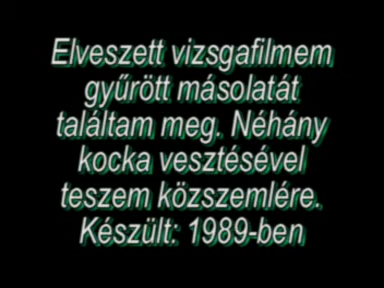 Elveszett vizsgafilmem
gyűrött másolatát
találtam meg. Néhány
kocka vesztésével
teszem közszemlére.
Készült: 1989-ben